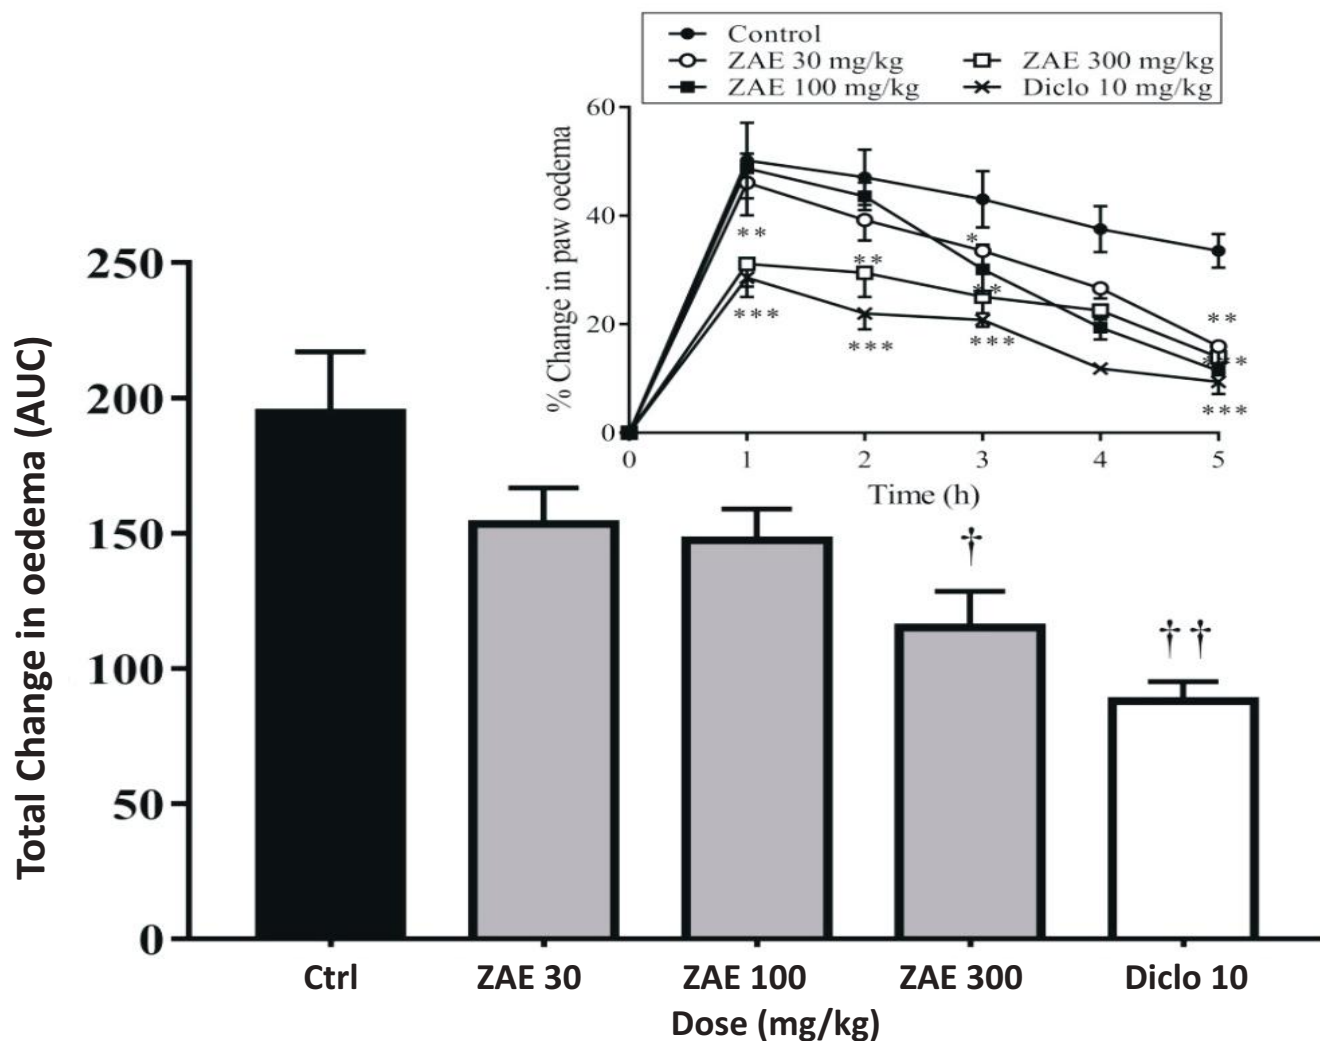 Control
ZAE 30 mg/kg
ZAE 300 mg/kg
ZAE 100 mg/kg
Diclo 10 mg/kg
% Change in paw oedema
60
40
20
0
**
***
**
***
*
**
***
**
***
***
0 1 2 3 4 5
Time (h)
Total Change in oedema (AUC)
250
200
150
100
50
0
†
††
Ctrl ZAE 30 ZAE 100 ZAE 300 Diclo 10
Dose (mg/kg)